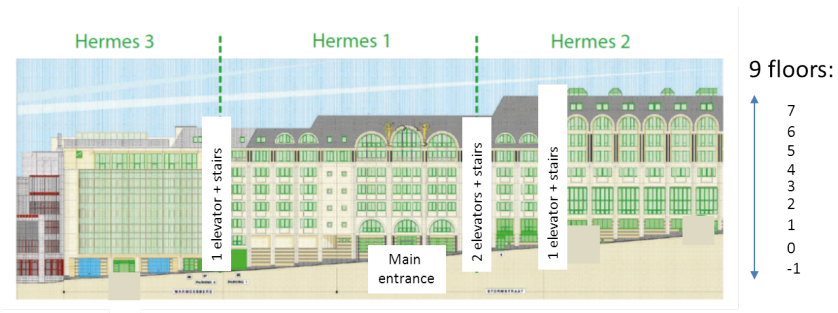 Hermes 3
Hermes 1
Hermes 2
9 floors:
7
6
5
4
3
2
1
0
-1
1 elevator + stairs
2 elevators + stairs
1 elevator + stairs
Main
entrance
STORMSTRAAT